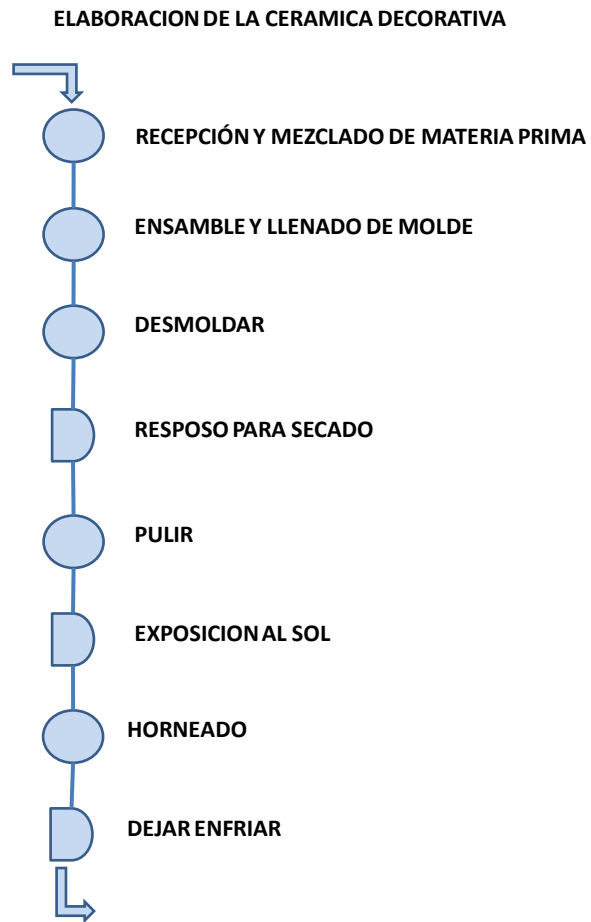 ELABORACION DE LA CERAMICA DECORATIVA
RECEPCIÓN Y MEZCLADO DE MATERIA PRIMA
ENSAMBLE Y LLENADO DE MOLDE
DESMOLDAR
RESPOSO PARA SECADO
PULIR
EXPOSICION AL SOL
HORNEADO
DEJAR ENFRIAR